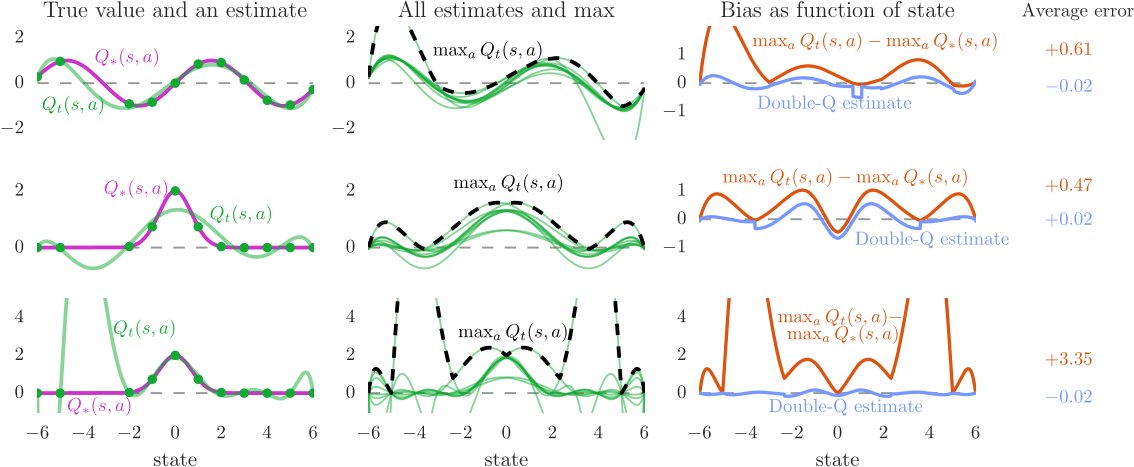 True value and an estimate
All estimates and max
Bias as function of state
Average error
2
0
−2
Q∗(s, a)
Qt(s, a)
2
0
−2
maxa Qt(s, a)
1
0
−1
maxa Qt(s, a) − maxa Q∗(s, a)
Double-Q estimate
+0.61
−0.02
2
0
Q∗(s, a)
Qt(s, a)
2
0
maxa Qt(s, a)
1
0
−1
maxa Qt(s, a) − maxa Q∗(s, a)
Double-Q estimate
+0.47
+0.02
4
2
0
Qt(s, a)
Q∗(s, a)
4
2
0
maxa Qt(s, a)
4
2
0
maxa Qt(s, a)−
maxa Q∗(s, a)
Double-Q estimate
+3.35
−0.02
−6 −4 −2 0 2 4 6
−6 −4 −2 0 2 4 6
−6 −4 −2 0 2 4 6
state
state
state